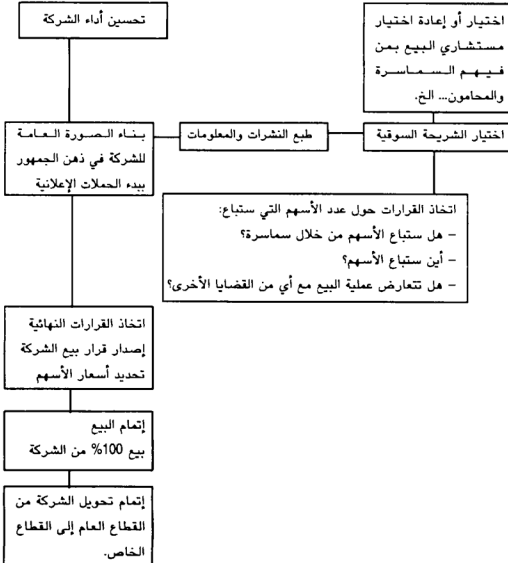 تحسين أداء الشركة
اختيار أو إعادة اختيار
مستشاري البيع بمن
فيهم السماسرة
والمحامون... الخ.
اختيار الشريحة السوقية
طبع النشرات والمعلومات
بناء الصورة العامة
للشركة في ذهن الجمهور
ببدء الحملات الإعلانية
اتخاذ القرارات حول عدد الأسهم التي ستباع:
– هل ستباع الأسهم من خلال سماسرة؟
– أين ستباع الأسهم؟
– هل تتعارض عملية البيع مع أي من القضايا الأخرى؟
اتخاذ القرارات النهائية
إصدار قرار بيع الشركة
تحديد أسعار الأسهم
إتمام البيع
بيع 100% من الشركة
إتمام تحويل الشركة من
القطاع العام إلى القطاع
الخاص.